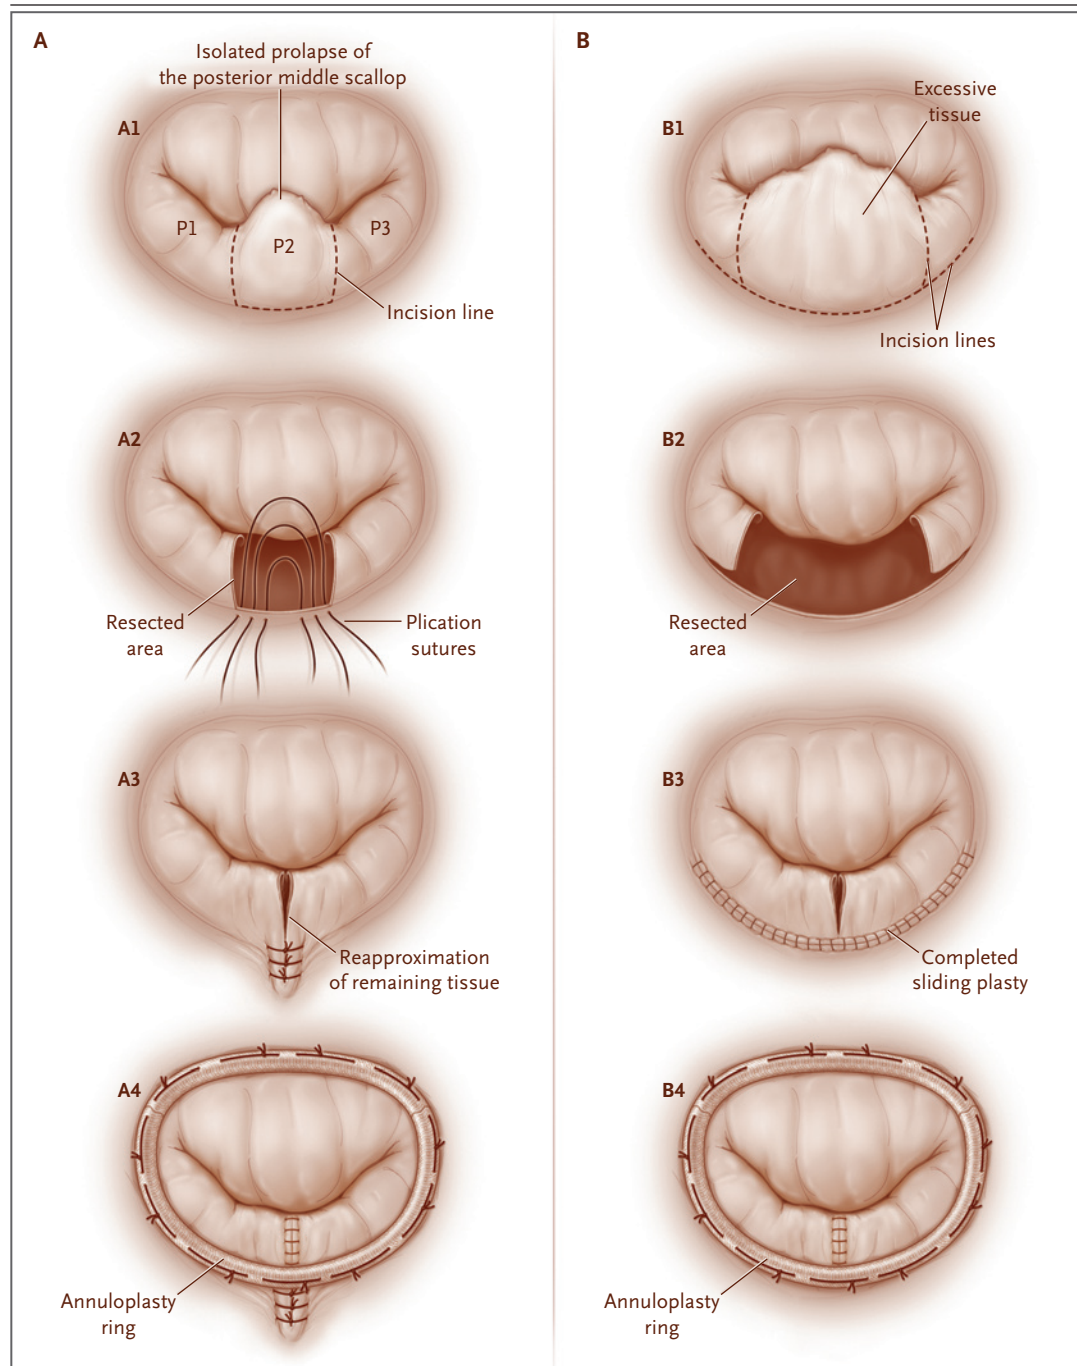 A
Isolated prolapse of
the posterior middle scallop
A1
P1
P2
P3
Incision line
A2
Resected
area
Plication
sutures
A3
Reapproximation
of remaining tissue
A4
Annuloplasty
ring
B
Excessive
tissue
B1
Incision lines
B2
Resected
area
B3
Completed
sliding plasty
B4
Annuloplasty
ring